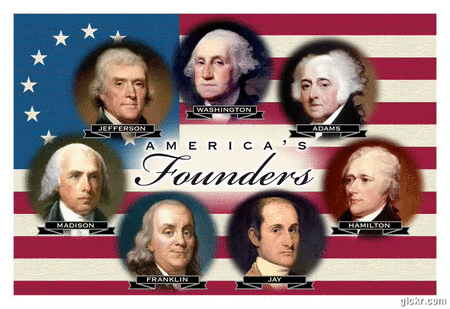 WASHINGTON
JEFFERSON
ADAMS
AMERICA'S
Founders
MADISON
HAMILTON
FRANKLIN
JAY
gickr.com